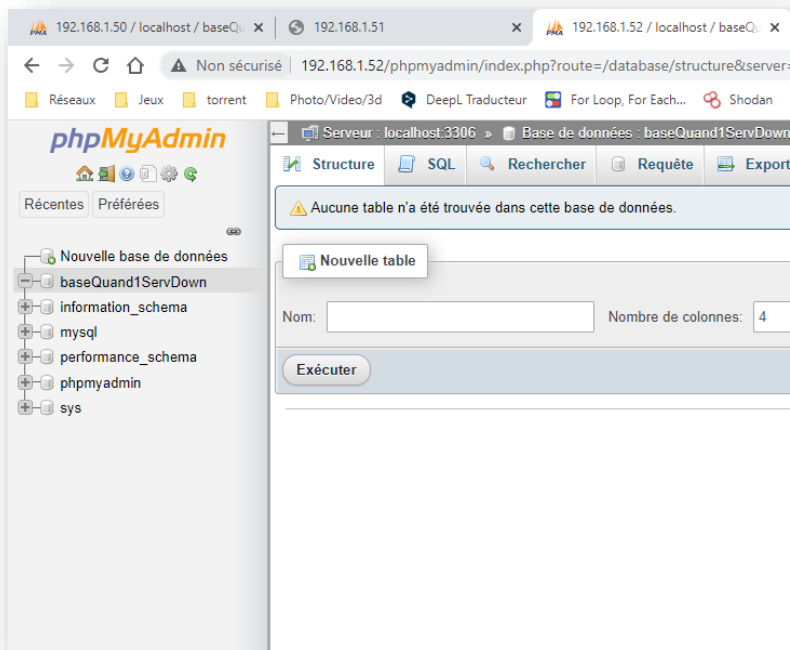 192.168.1.50 / localhost / baseQu
192.168.1.51
192.168.1.52 / localhost / baseQu
Non sécurisé
192.168.1.52/phpmyadmin/index.php?route=/database/structure&server=
Réseaux
Jeux
torrent
Photo/Video/3d
DeepL Traducteur
For Loop, For Each...
Shodan
phpMyAdmin
Récentes
Préférées
Nouvelle base de données
baseQuand1ServDown
information_schema
mysql
performance_schema
phpmyadmin
sys
Serveur : localhost:3306 » Base de données : baseQuand1ServDown
Structure
SQL
Rechercher
Requête
Export
Aucune table n'a été trouvée dans cette base de données.
Nouvelle table
Nom:
Nombre de colonnes: 4
Exécuter